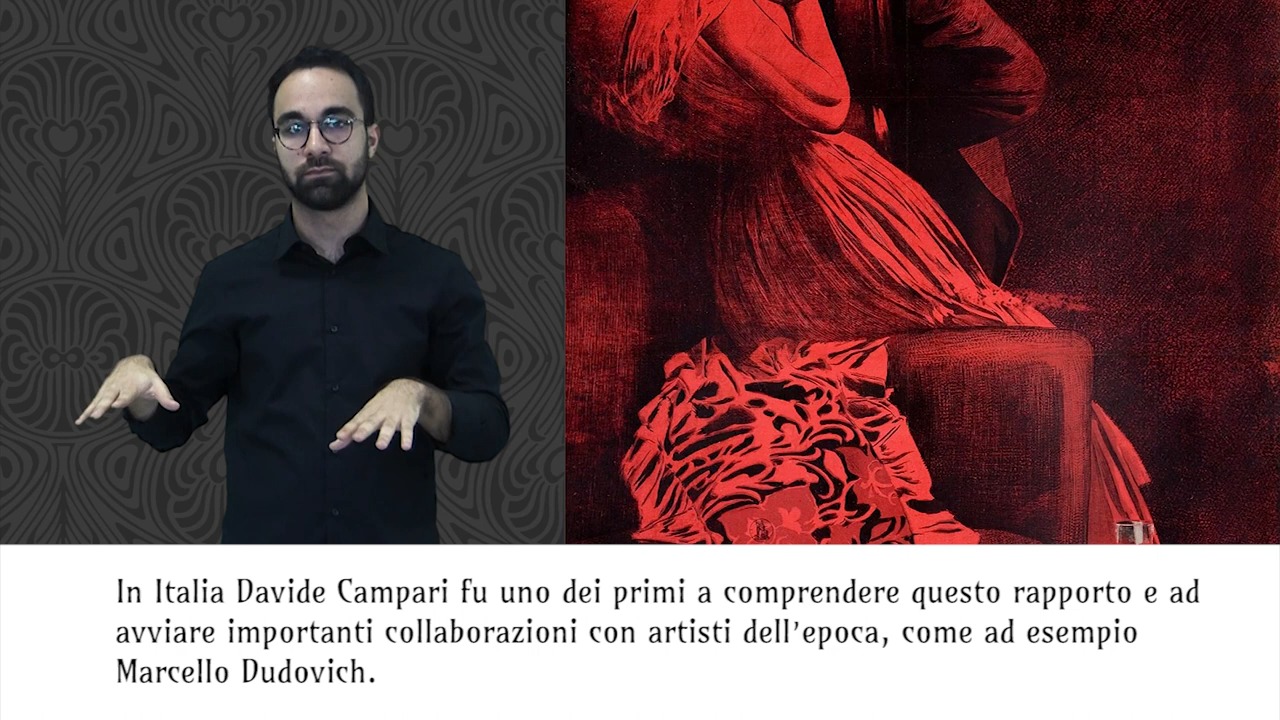 In Italia Davide Campari fu uno dei primi a comprendere questo rapporto e ad
avviare importanti collaborazioni con artisti dell'epoca, come ad esempio
Marcello Dudovich.